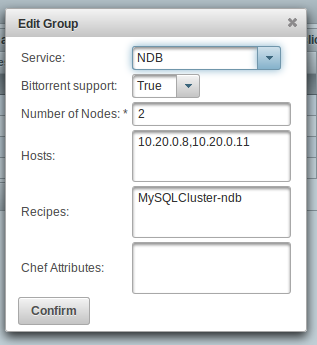 Edit Group
Service: NDB
Bittorrent support: True
Number of Nodes: * 2
Hosts: 10.20.0.8,10.20.0.11
Recipes: MySQLCluster-ndb
Chef Attributes:
Confirm